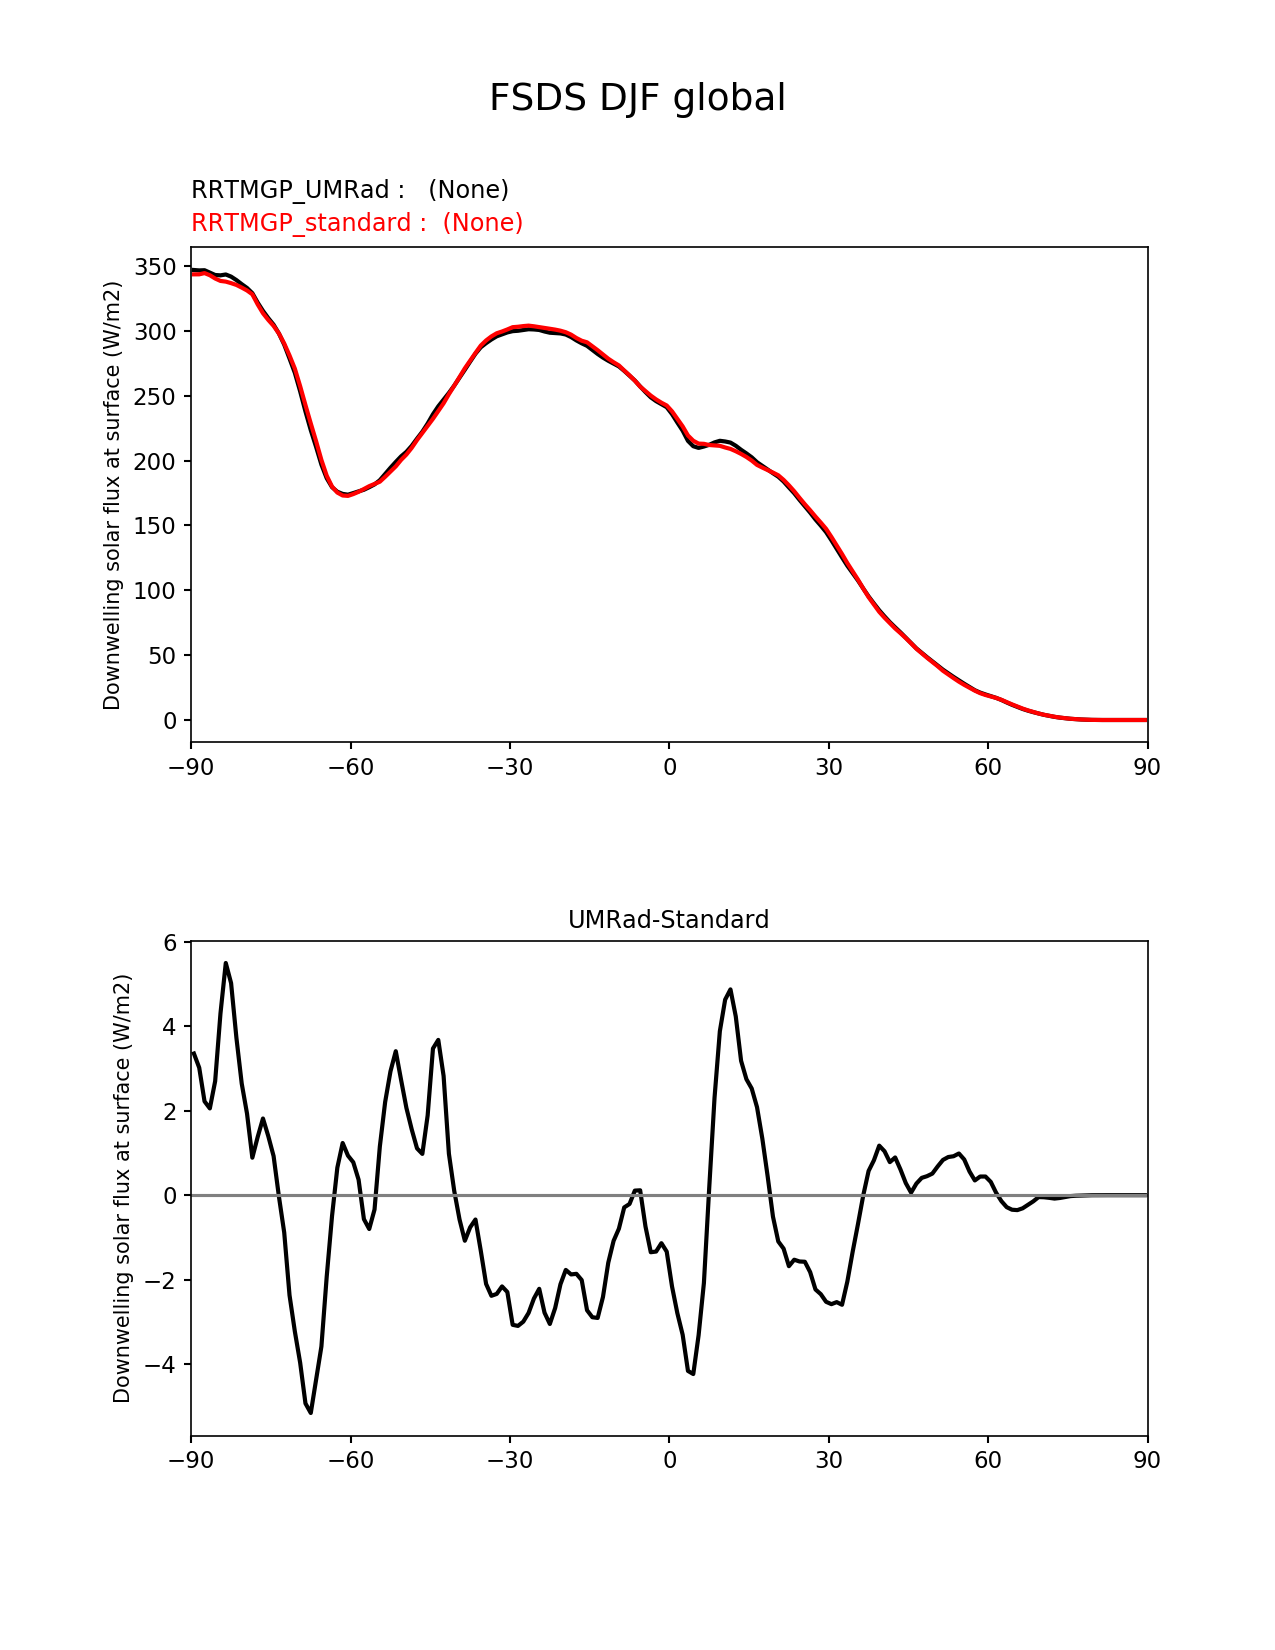 FSDS DJF global
RRTMGP_UMRad :   (None)
RRTMGP_standard :  (None)
Downwelling solar flux at surface (W/m2)
350
300
250
200
150
100
50
0
−90 −60 −30 0 30 60 90
UMRad-Standard
Downwelling solar flux at surface (W/m2)
6
4
2
0
−2
−4
−90 −60 −30 0 30 60 90